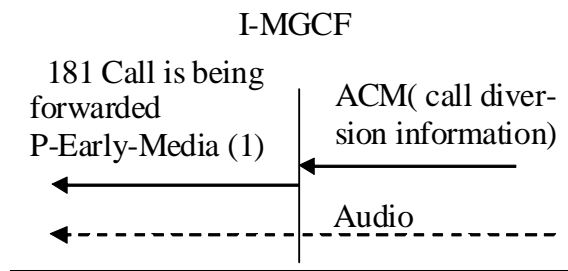 I-MGCF
181 Call is being
forwarded
P-Early-Media (1)
ACM( call diver-
sion information)
Audio